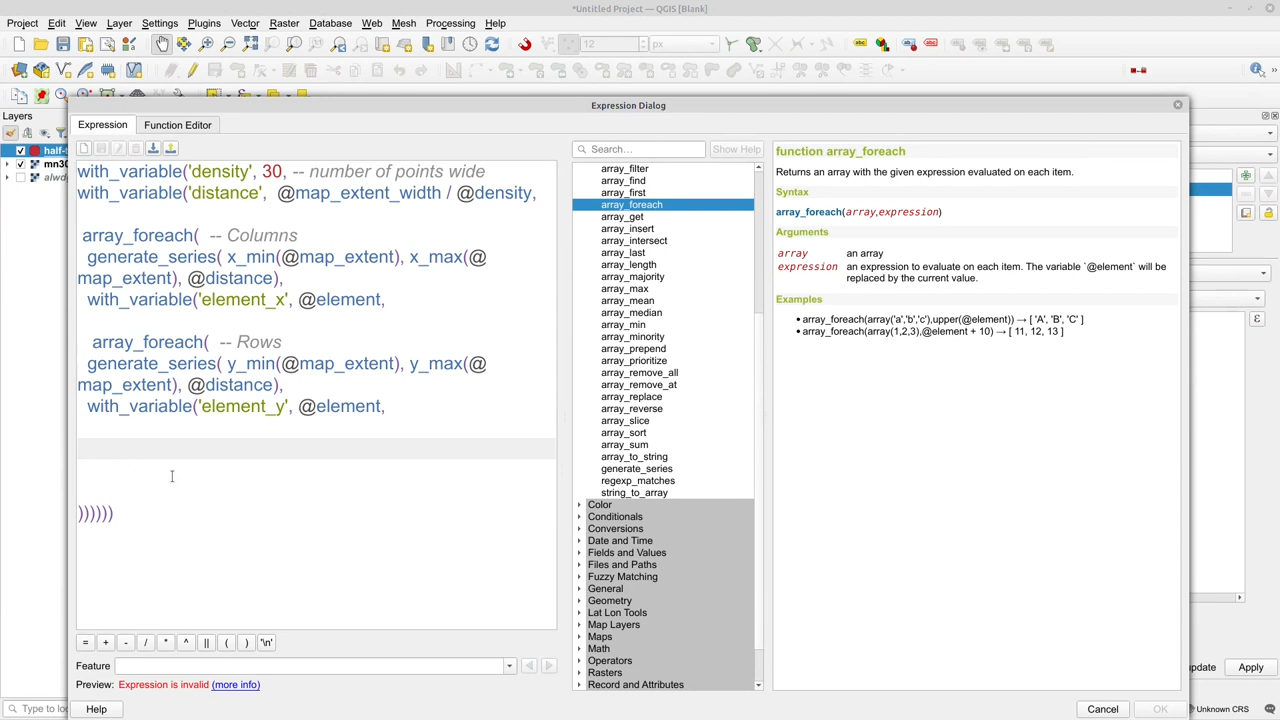 *Untitled Project — QGIS [Blank]
Project Edit View Layer Settings Plugins Vector Raster Database Web Mesh Processing Help
12 px
Layers
half-
mn30
alwd
Expression Dialog
Expression Function Editor
Search… Show Help
with_variable('density', 30, -- number of points wide
with_variable('distance', @map_extent_width / @density,
array_foreach( -- Columns
generate_series( x_min(@map_extent), x_max(@
map_extent), @distance),
with_variable('element_x', @element,
array_foreach( -- Rows
generate_series( y_min(@map_extent), y_max(@
map_extent), @distance),
with_variable('element_y', @element,
))))))
= + - / * ^ || ( ) '\n'
Feature
Preview: Expression is invalid (more info)
Help
array_filter
array_find
array_first
array_foreach
array_get
array_insert
array_intersect
array_last
array_length
array_majority
array_max
array_mean
array_median
array_min
array_minority
array_prepend
array_prioritize
array_remove_all
array_remove_at
array_replace
array_reverse
array_slice
array_sort
array_sum
array_to_string
generate_series
regexp_matches
string_to_array
Color
Conditionals
Conversions
Date and Time
Fields and Values
Files and Paths
Fuzzy Matching
General
Geometry
Lat Lon Tools
Map Layers
Maps
Math
Operators
Rasters
Record and Attributes
function array_foreach
Returns an array with the given expression evaluated on each item.
Syntax
array_foreach(array,expression)
Arguments
array an array
expression an expression to evaluate on each item. The variable `@element` will be
replaced by the current value.
Examples
• array_foreach(array('a','b','c'),upper(@element)) → [ 'A', 'B', 'C' ]
• array_foreach(array(1,2,3),@element + 10) → [ 11, 12, 13 ]
Cancel OK
update Apply
Type to lo
Unknown CRS